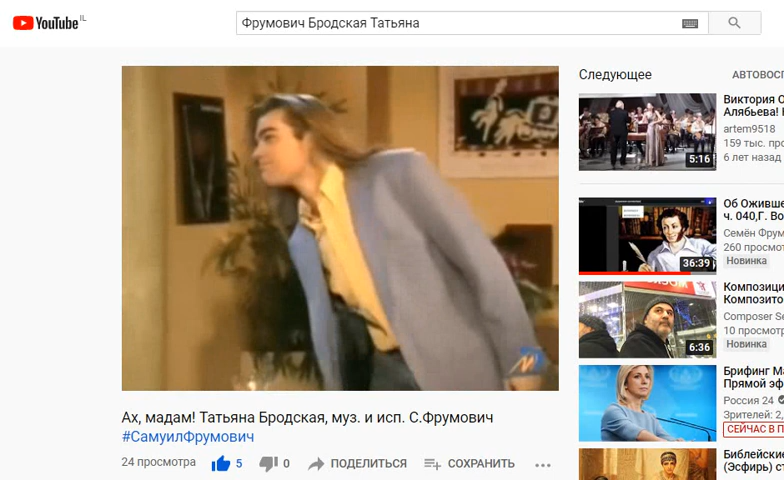 YouTube IL
Фрумович Бродская Татьяна
Следующее
Виктория О
Алябьева!
artem9518
159 тыс. про
6 лет назад
5:16
Об Оживше
ч. 040,Г. Во
Семён Фрум
260 просмот
Новинка
36:39
Композици
Композито
Composer Se
10 просмотр
Новинка
6:36
Брифинг Ма
Прямой эф
Россия 24
Зрителей: 2,
СЕЙЧАС В П
Библейские
(Эсфирь) ст
Ах, мадам! Татьяна Бродская, муз. и исп. С.Фрумович
#СамуилФрумович
24 просмотра
5
0
ПОДЕЛИТЬСЯ
СОХРАНИТЬ